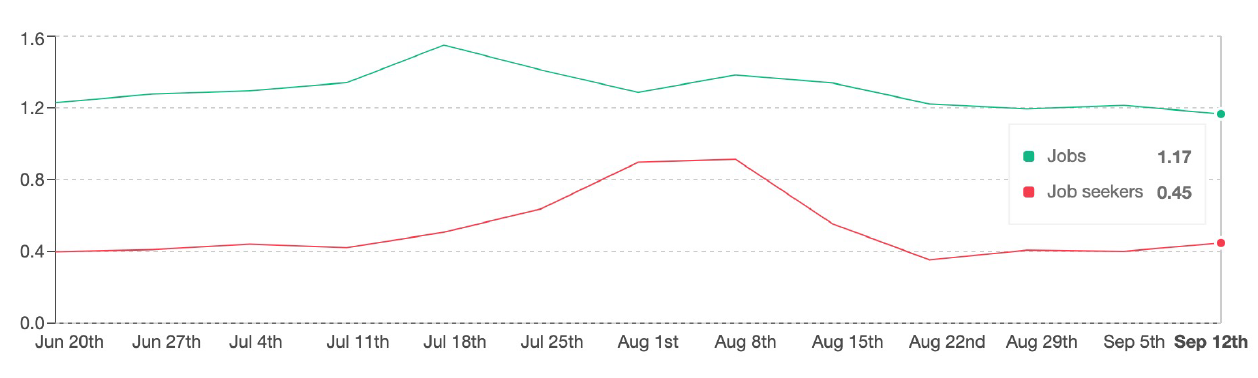 1.6
1.2
Jobs 1.17
0.8
Job seekers 0.45
0.4
0.0
Jun 20th Jun 27th Jul 4th Jul 11th Jul 18th Jul 25th Aug 1st Aug 8th Aug 15th Aug 22nd Aug 29th Sep 5th Sep 12th